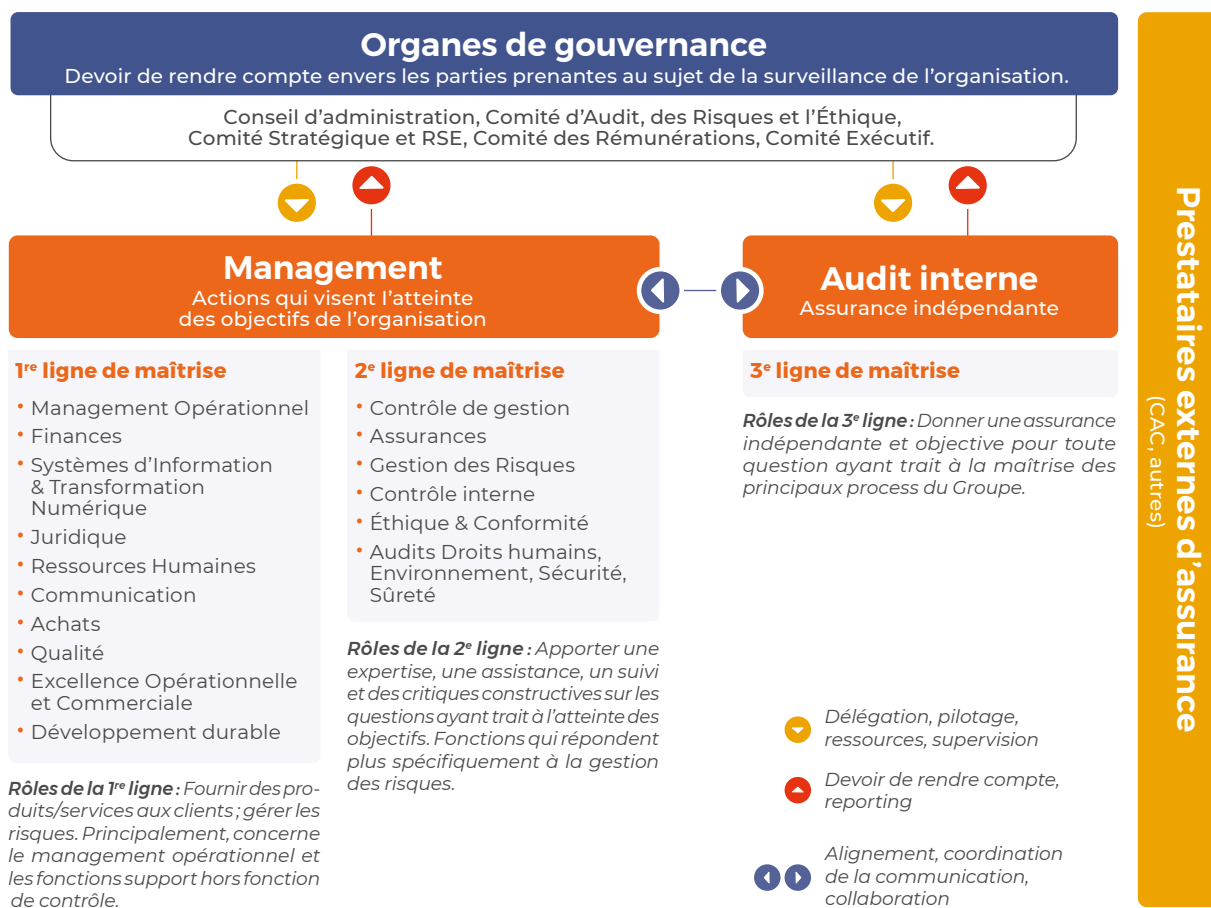 Organes de gouvernance
Devoir de rendre compte envers les parties prenantes au sujet de la surveillance de l’organisation.
Conseil d’administration, Comité d’Audit, des Risques et l’Éthique,
Comité Stratégique et RSE, Comité des Rémunérations, Comité Exécutif.
Management
Actions qui visent l’atteinte
des objectifs de l’organisation
Audit interne
Assurance indépendante
1re ligne de maîtrise
• Management Opérationnel
• Finances
• Systèmes d’Information
& Transformation
Numérique
• Juridique
• Ressources Humaines
• Communication
• Achats
• Qualité
• Excellence Opérationnelle
et Commerciale
• Développement durable
Rôles de la 1re ligne : Fournir des pro-
duits/services aux clients ; gérer les
risques. Principalement, concerne
le management opérationnel et
les fonctions support hors fonction
de contrôle.
2e ligne de maîtrise
• Contrôle de gestion
• Assurances
• Gestion des Risques
• Contrôle interne
• Éthique & Conformité
• Audits Droits humains,
Environnement, Sécurité,
Sûreté
Rôles de la 2e ligne : Apporter une
expertise, une assistance, un suivi
et des critiques constructives sur les
questions ayant trait à l’atteinte des
objectifs. Fonctions qui répondent
plus spécifiquement à la gestion
des risques.
3e ligne de maîtrise
Rôles de la 3e ligne : Donner une assurance
indépendante et objective pour toute
question ayant trait à la maîtrise des
principaux process du Groupe.
Délégation, pilotage,
ressources, supervision
Devoir de rendre compte,
reporting
Alignement, coordination
de la communication,
collaboration
Prestataires externes d’assurance
(CAC, autres)